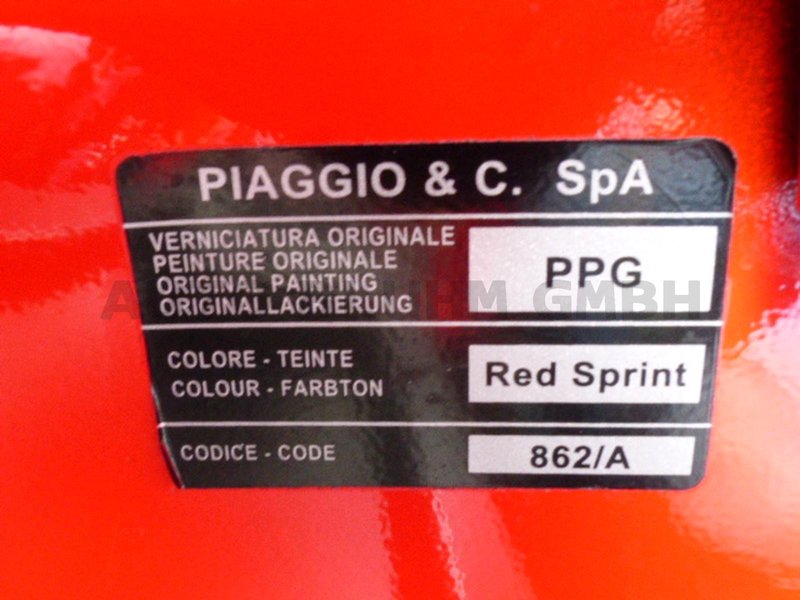 PIAGGIO & C. SpA
VERNICIATURA ORIGINALE
PEINTURE ORIGINALE
ORIGINAL PAINTING
ORIGINALLACKIERUNG
PPG
COLORE - TEINTE
COLOUR - FARBTON
Red Sprint
CODICE - CODE
862/A
GMBH